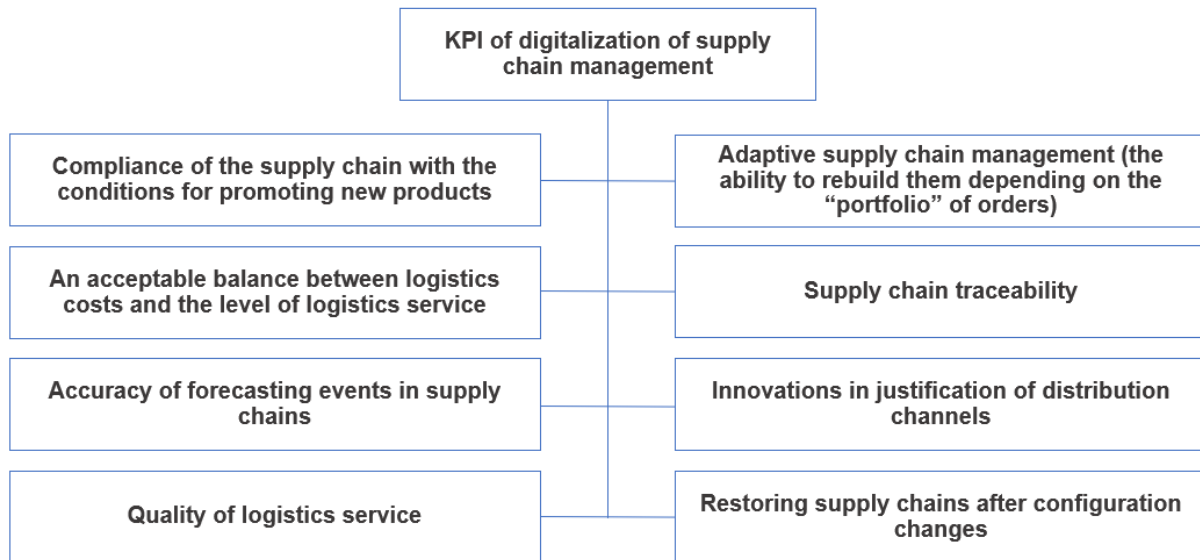 KPI of digitalization of supply
chain management
Compliance of the supply chain with the
conditions for promoting new products
Adaptive supply chain management (the
ability to rebuild them depending on the
“portfolio” of orders)
An acceptable balance between logistics
costs and the level of logistics service
Supply chain traceability
Accuracy of forecasting events in supply
chains
Innovations in justification of distribution
channels
Quality of logistics service
Restoring supply chains after configuration
changes